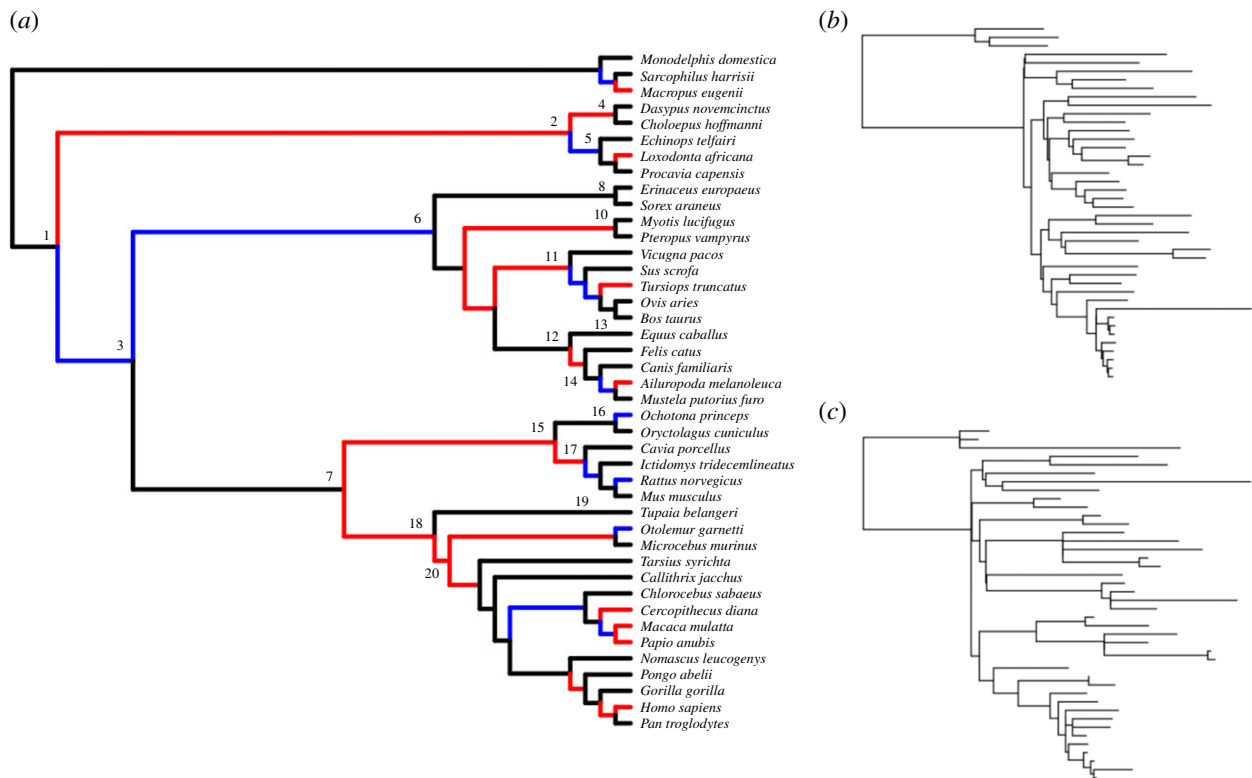 (a)
(b)
(c)
Monodelphis domestica
Sarcophilus harrisii
Macropus eugenii
4
Dasypus novemcinctus
2
Choloepus hoffmanni
5
Echinops telfairi
Loxodonta africana
Procavia capensis
8
Erinaceus europaeus
1
6
Sorex araneus
10
Myotis lucifugus
Pteropus vampyrus
11
Vicugna pacos
Sus scrofa
Tursiops truncatus
Ovis aries
Bos taurus
13
Equus caballus
3
12
Felis catus
14
Canis familiaris
Ailuropoda melanoleuca
Mustela putorius furo
16
Ochotona princeps
15
Oryctolagus cuniculus
17
Cavia porcellus
Ictidomys tridecemlineatus
7
Rattus norvegicus
Mus musculus
19
Tupaia belangeri
18
Otolemur garnetti
Microcebus murinus
20
Tarsius syrichta
Callithrix jacchus
Chlorocebus sabaeus
Cercopithecus diana
Macaca mulatta
Papio anubis
Nomascus leucogenys
Pongo abelii
Gorilla gorilla
Homo sapiens
Pan troglodytes